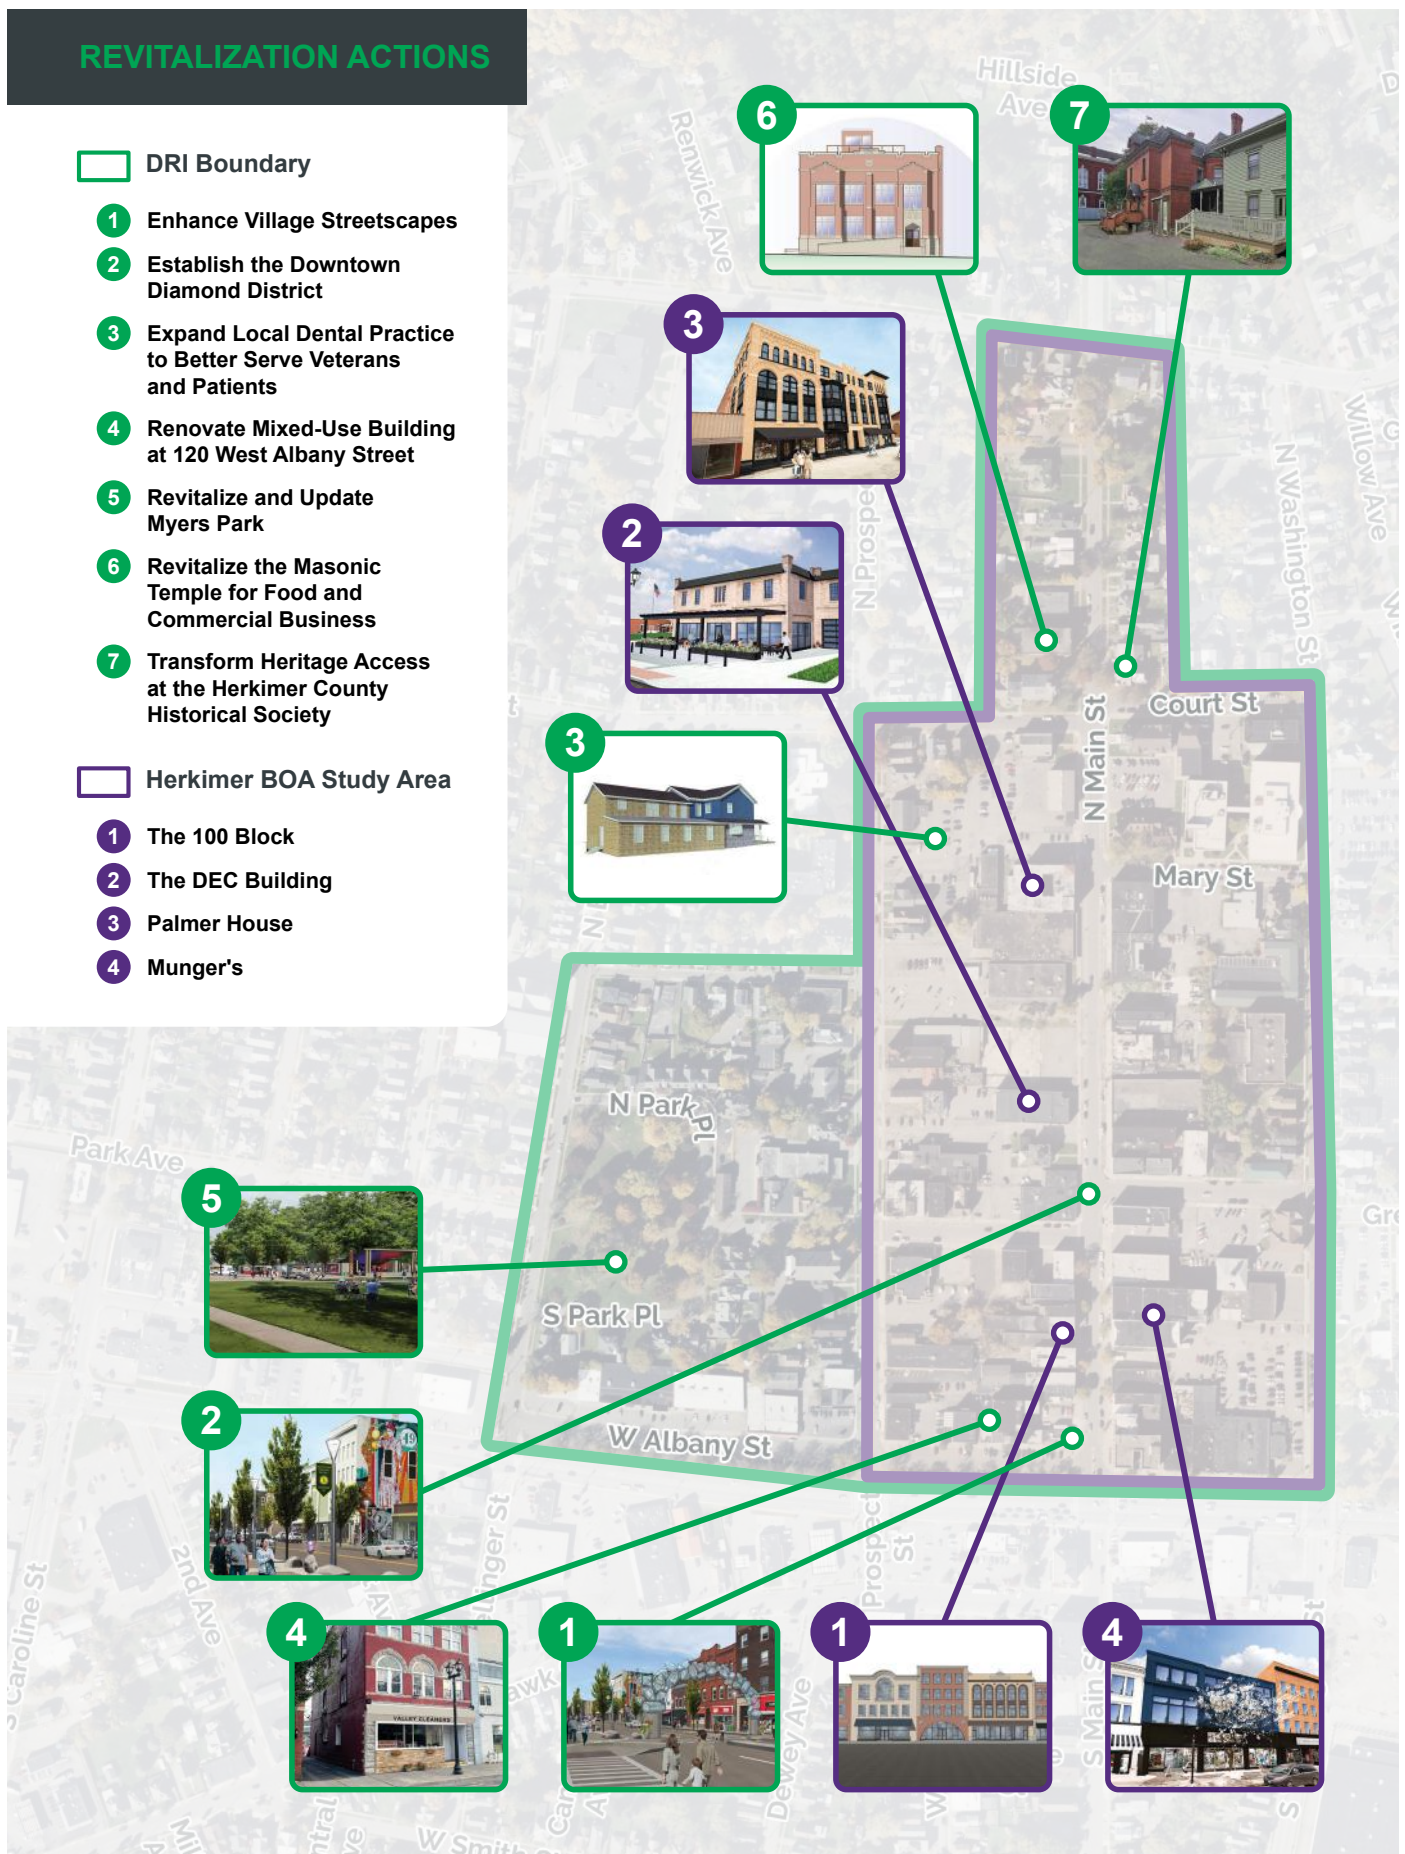 REVITALIZATION ACTIONS
DRI Boundary
1 Enhance Village Streetscapes
2 Establish the Downtown
Diamond District
3 Expand Local Dental Practice
to Better Serve Veterans
and Patients
4 Renovate Mixed-Use Building
at 120 West Albany Street
5 Revitalize and Update
Myers Park
6 Revitalize the Masonic
Temple for Food and
Commercial Business
7 Transform Heritage Access
at the Herkimer County
Historical Society
Herkimer BOA Study Area
1 The 100 Block
2 The DEC Building
3 Palmer House
4 Munger's
Hillside
Ave
Renwick Ave
6
7
3
2
3
N Washington St
Willow Ave
Court St
N Main St
Mary St
N Park Pl
Park Ave
5
S Park Pl
2
49
W Albany St
Prospect
St
2nd Ave
S Caroline St
4
VALLEY CLEANERS
1
1
4
Dewey Ave
S Main S